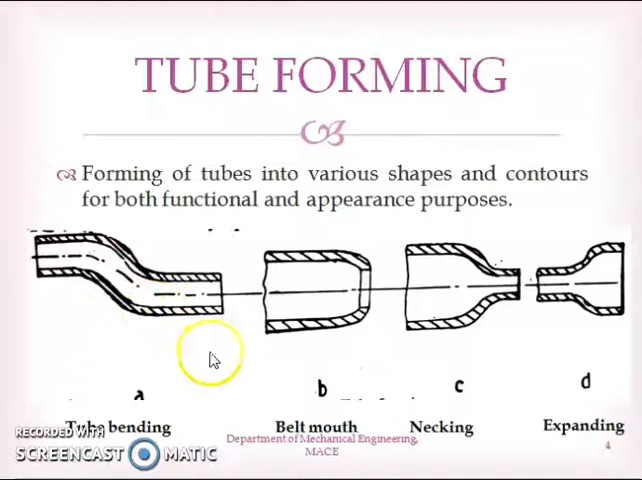 TUBE FORMING
Forming of tubes into various shapes and contours
for both functional and appearance purposes.
a
b
c
d
Tube bending
Belt mouth
Necking
Expanding
RECORDED WITH
SCREENCAST MATIC
Department of Mechanical Engineering,
MACE
4